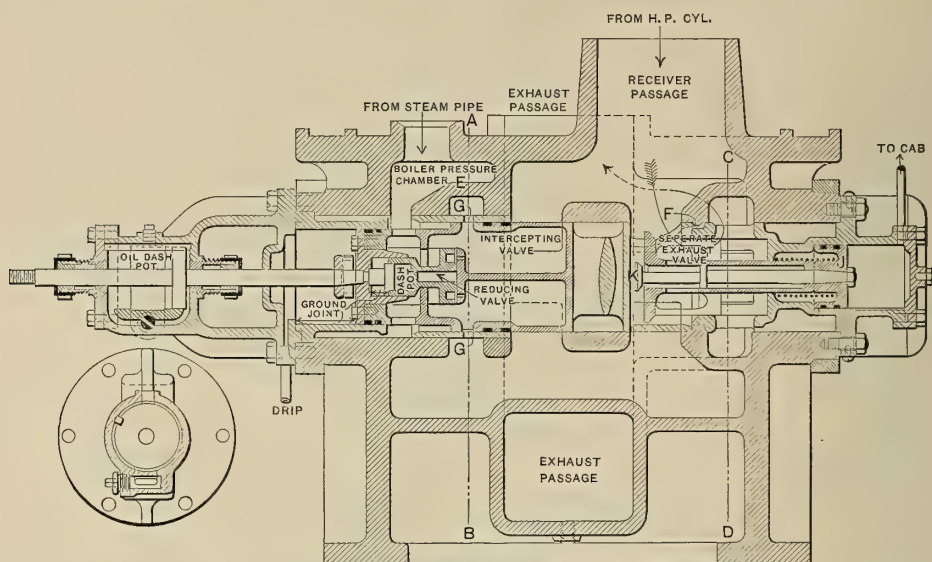 FROM H.P. CYL.
RECEIVER
PASSAGE
EXHAUST
PASSAGE
FROM STEAM PIPE
A
C
TO CAB
BOILER PRESSURE
CHAMBER E
G
F
INTERCEPTING
VALVE
SEPERATE
EXHAUST VALVE
OIL DASH
POT
DASH
POT
K
REDUCING
VALVE
GROUND
JOINT)
G
DRIP
EXHAUST
PASSAGE
B
D